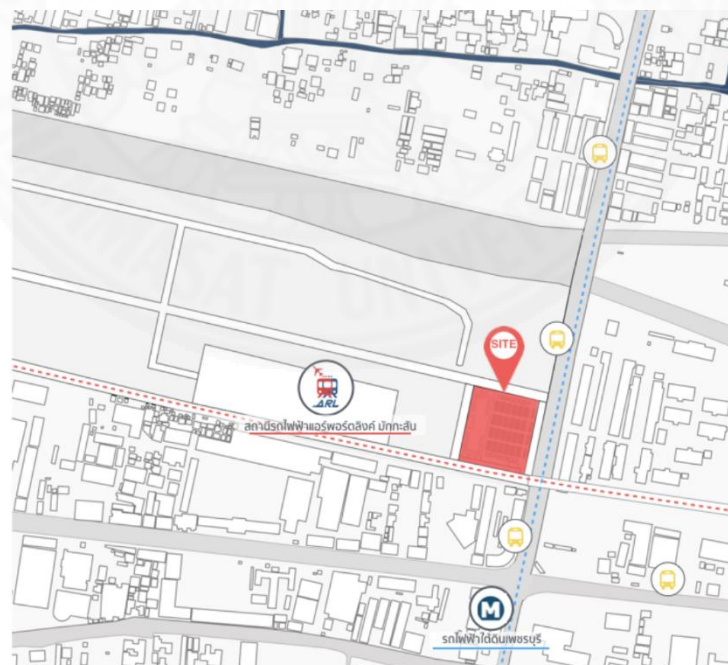 SITE
ARL
สถานีรถไฟฟ้าแอร์พอร์ตลิงค์ มักกะสัน
M
รถไฟฟ้าใต้ดินเพชรบุรี